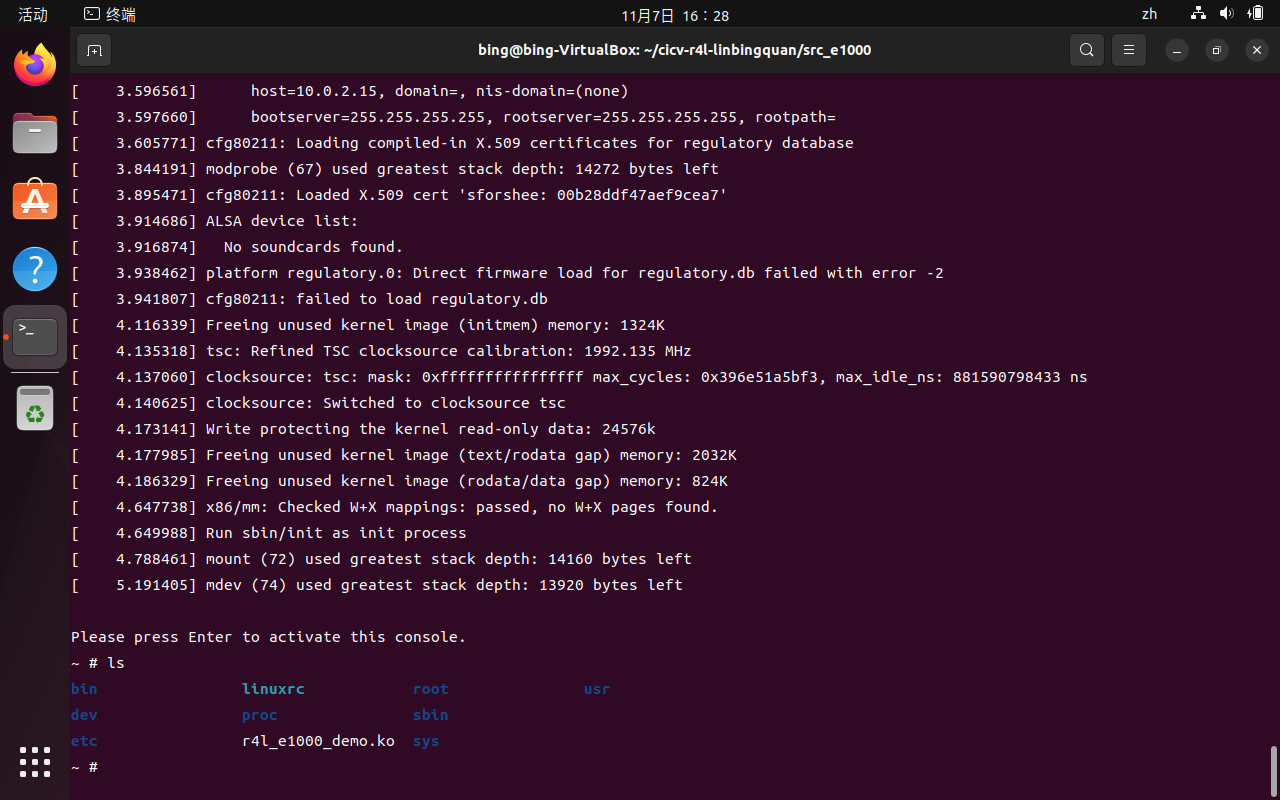 活动 终端 11月7日 16：28 zh
bing@bing-VirtualBox: ~/cicv-r4l-linbingquan/src_e1000
[    3.596561]      host=10.0.2.15, domain=, nis-domain=(none)
[    3.597660]      bootserver=255.255.255.255, rootserver=255.255.255.255, rootpath=
[    3.605771] cfg80211: Loading compiled-in X.509 certificates for regulatory database
[    3.844191] modprobe (67) used greatest stack depth: 14272 bytes left
[    3.895471] cfg80211: Loaded X.509 cert 'sforshee: 00b28ddf47aef9cea7'
[    3.914686] ALSA device list:
[    3.916874]   No soundcards found.
[    3.938462] platform regulatory.0: Direct firmware load for regulatory.db failed with error -2
[    3.941807] cfg80211: failed to load regulatory.db
[    4.116339] Freeing unused kernel image (initmem) memory: 1324K
[    4.135318] tsc: Refined TSC clocksource calibration: 1992.135 MHz
[    4.137060] clocksource: tsc: mask: 0xffffffffffffffff max_cycles: 0x396e51a5bf3, max_idle_ns: 881590798433 ns
[    4.140625] clocksource: Switched to clocksource tsc
[    4.173141] Write protecting the kernel read-only data: 24576k
[    4.177985] Freeing unused kernel image (text/rodata gap) memory: 2032K
[    4.186329] Freeing unused kernel image (rodata/data gap) memory: 824K
[    4.647738] x86/mm: Checked W+X mappings: passed, no W+X pages found.
[    4.649988] Run sbin/init as init process
[    4.788461] mount (72) used greatest stack depth: 14160 bytes left
[    5.191405] mdev (74) used greatest stack depth: 13920 bytes left
Please press Enter to activate this console.
~ # ls
bin                linuxrc            root               usr
dev                proc               sbin
etc                r4l_e1000_demo.ko  sys
~ #